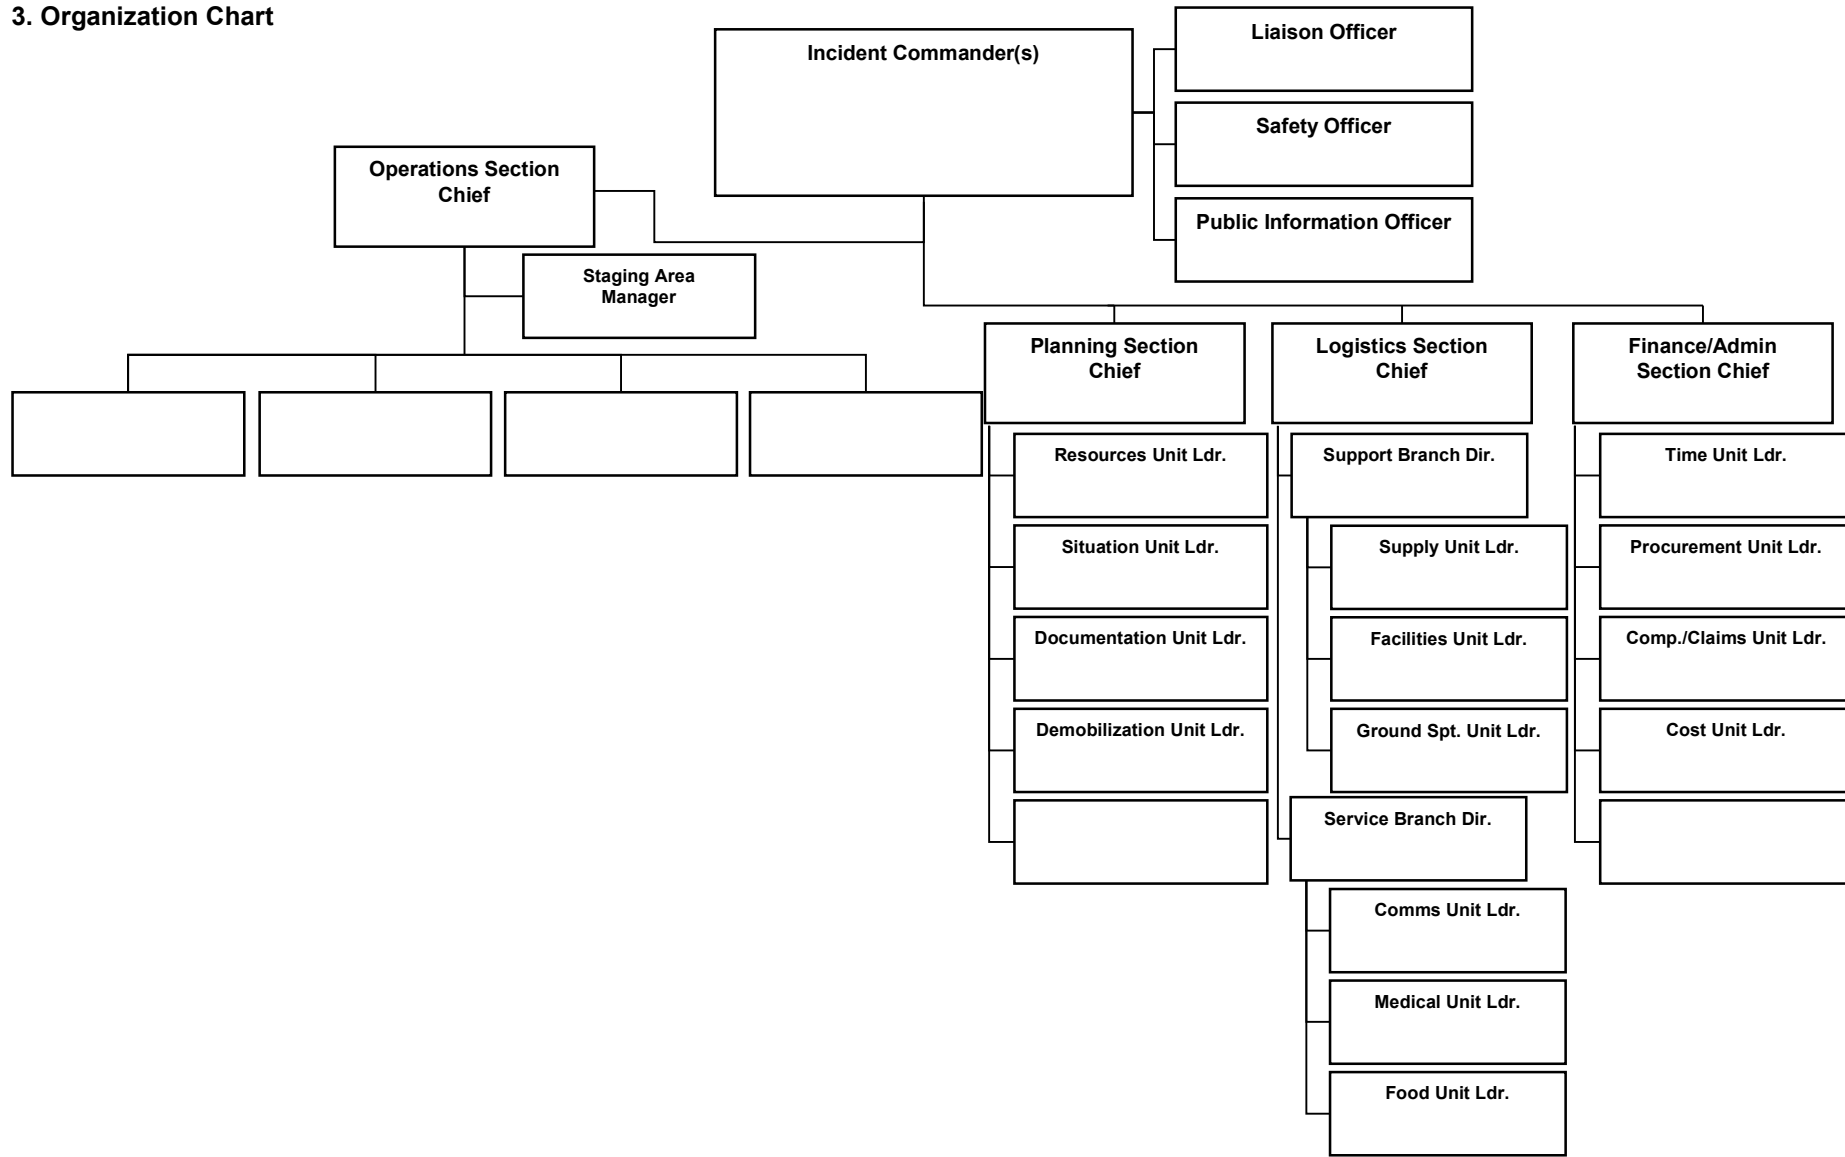 3. Organization Chart
Incident Commander(s)
Liaison Officer
Safety Officer
Public Information Officer
Operations Section
Chief
Staging Area
Manager
Planning Section
Chief
Resources Unit Ldr.
Situation Unit Ldr.
Documentation Unit Ldr.
Demobilization Unit Ldr.
Logistics Section
Chief
Support Branch Dir.
Supply Unit Ldr.
Facilities Unit Ldr.
Ground Spt. Unit Ldr.
Service Branch Dir.
Comms Unit Ldr.
Medical Unit Ldr.
Food Unit Ldr.
Finance/Admin
Section Chief
Time Unit Ldr.
Procurement Unit Ldr.
Comp./Claims Unit Ldr.
Cost Unit Ldr.